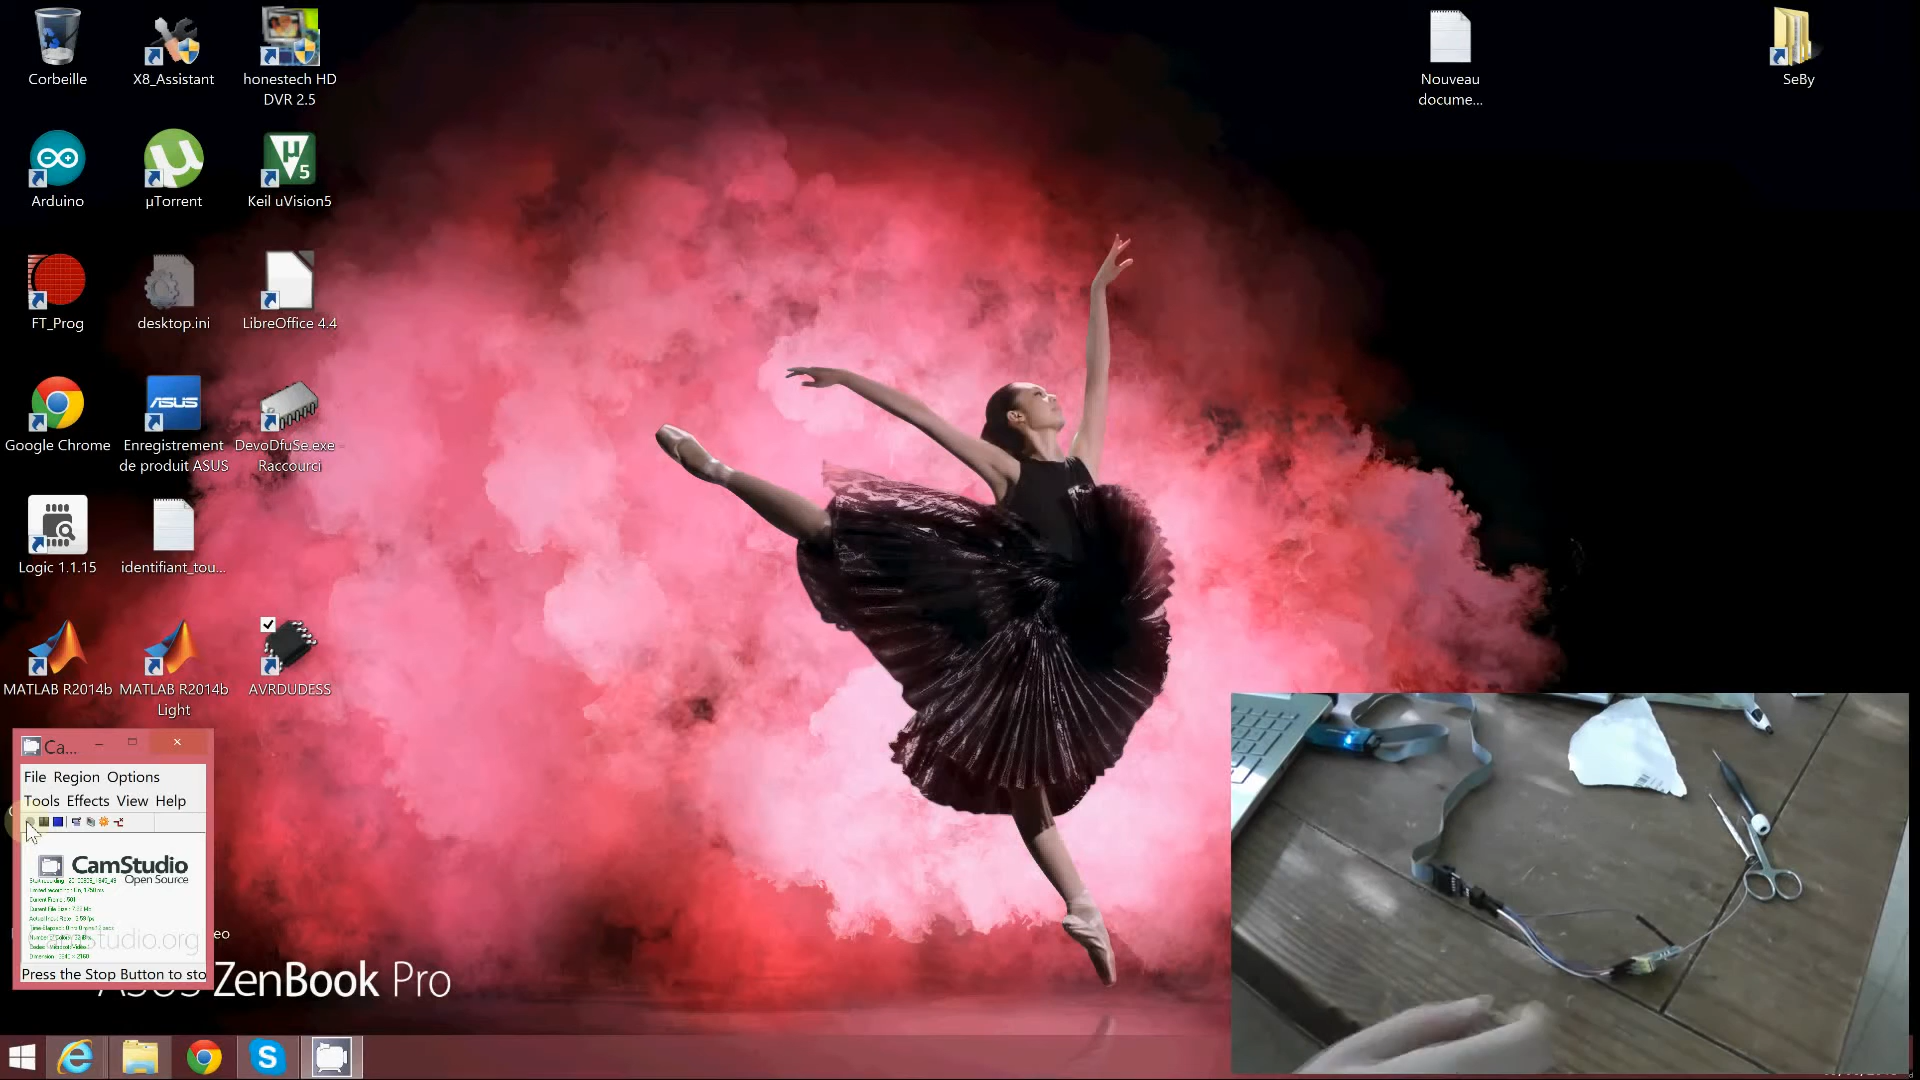 Corbeille
X8_Assistant
honestech HD
DVR 2.5
Nouveau
docume...
SeBy
Arduino
µTorrent
µ
5
Keil uVision5
FT_Prog
desktop.ini
LibreOffice 4.4
Google Chrome
ASUS
Enregistrement
de produit ASUS
DevoDfuSe.exe -
Raccourci
Logic 1.1.15
identifiant_tou...
MATLAB R2014b
MATLAB R2014b
Light
AVRDUDESS
Ca...
File Region Options
Tools Effects View Help
CamStudio
Open Source
Press the Stop Button to sto
ASUS ZenBook Pro